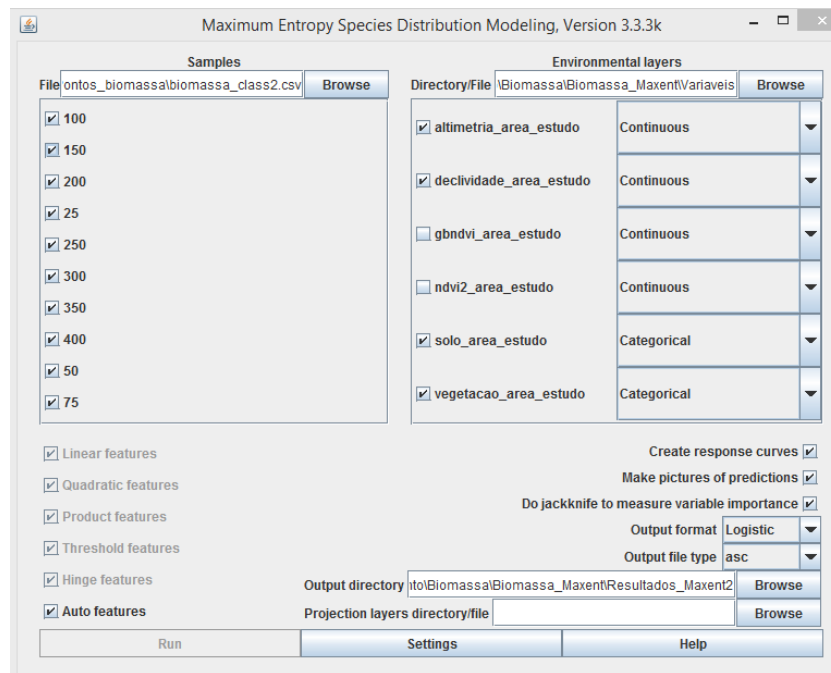 Maximum Entropy Species Distribution Modeling, Version 3.3.3k
Samples
File ontos_biomassa\biomassa_class2.csv Browse
100
150
200
25
250
300
350
400
50
75
Environmental layers
Directory/File \Biomassa\Biomassa_Maxent\Variaveis Browse
altimetria_area_estudo Continuous
declividade_area_estudo Continuous
gbndvi_area_estudo Continuous
ndvi2_area_estudo Continuous
solo_area_estudo Categorical
vegetacao_area_estudo Categorical
Linear features
Quadratic features
Product features
Threshold features
Hinge features
Auto features
Create response curves
Make pictures of predictions
Do jackknife to measure variable importance
Output format Logistic
Output file type asc
Output directory nto\Biomassa\Biomassa_Maxent\Resultados_Maxent2 Browse
Projection layers directory/file Browse
Run Settings Help